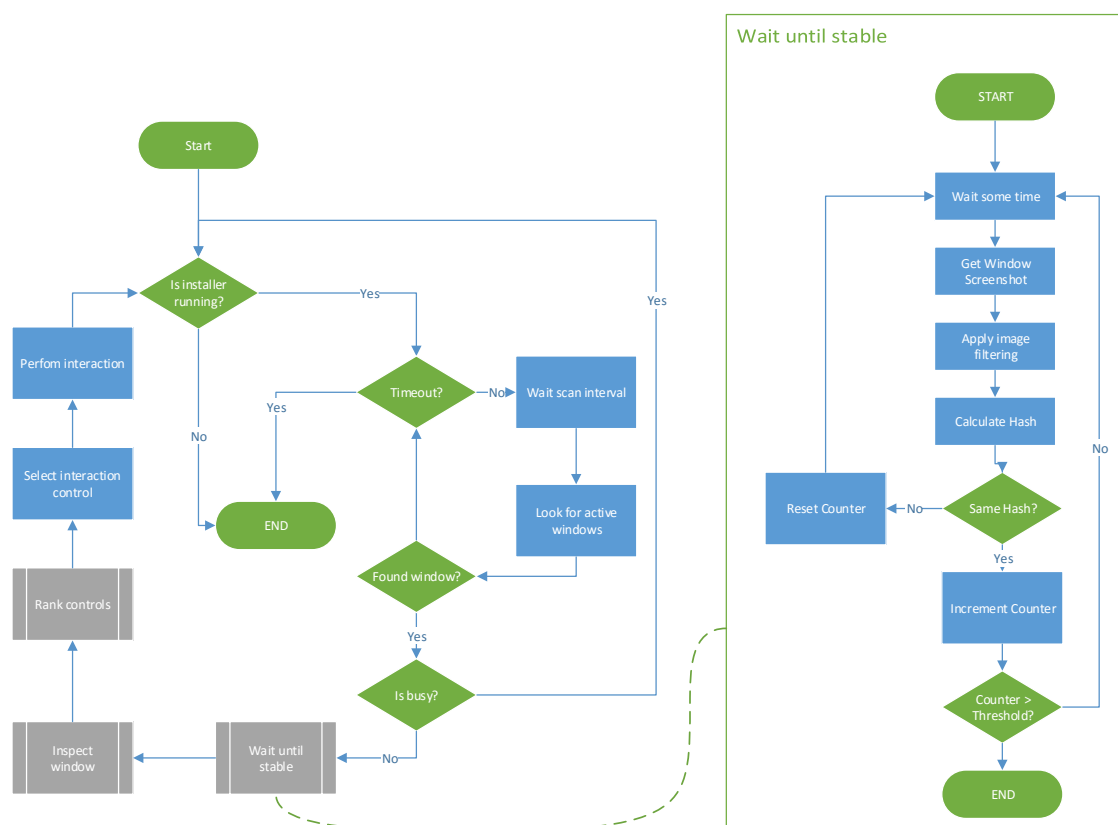 Wait until stable
START
Start
Wait some time
Is installer
running?
Yes
Get Window
Screenshot
Yes
Perfom interaction
Apply image
filtering
Timeout?
No
Wait scan interval
Yes
No
Calculate Hash
No
Select interaction
control
Look for active
windows
END
Reset Counter
No
Same Hash?
Yes
Found window?
Rank controls
Increment Counter
Yes
Is busy?
Counter >
Threshold?
Inspect
window
Wait until
stable
No
END